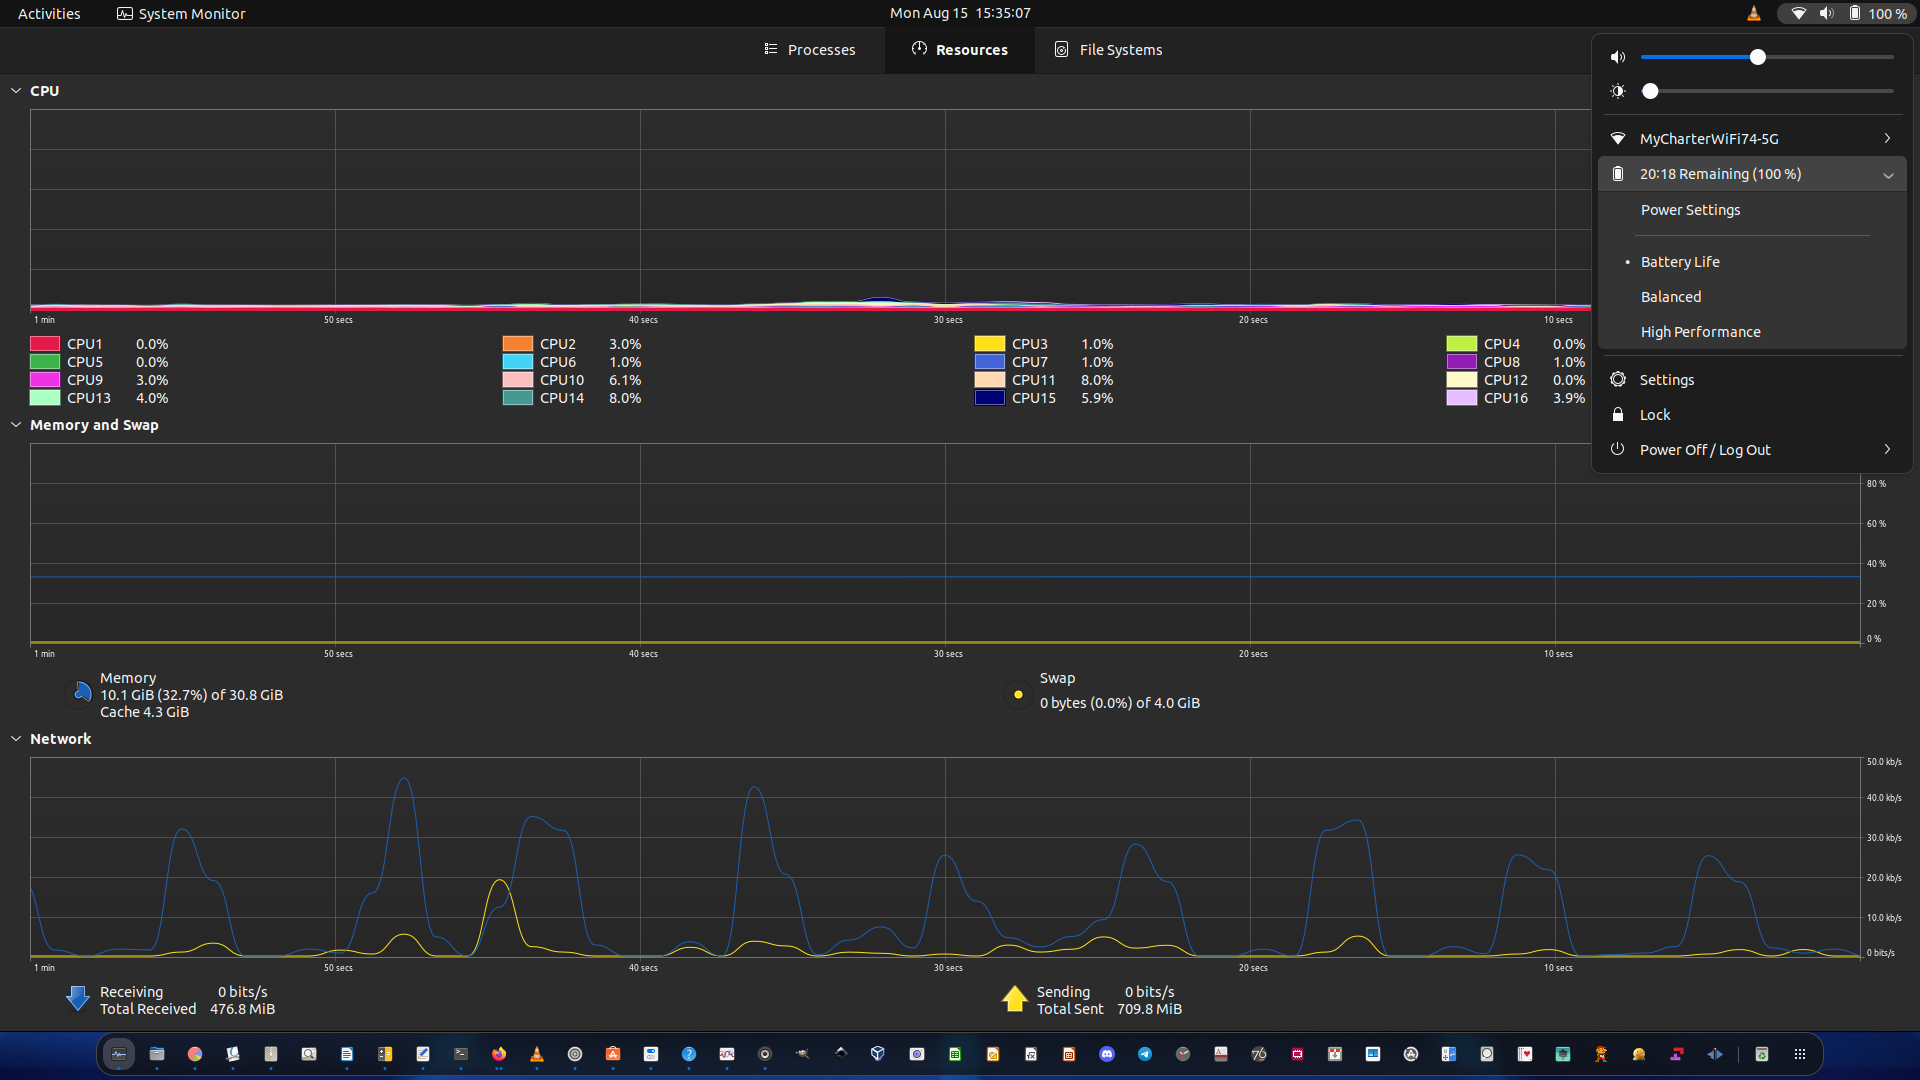 Activities
System Monitor
Mon Aug 15 15:35:07
100 %
Processes
Resources
File Systems
CPU
1 min 50 secs 40 secs 30 secs 20 secs 10 secs
CPU1 0.0% CPU2 3.0% CPU3 1.0% CPU4 0.0%
CPU5 0.0% CPU6 1.0% CPU7 1.0% CPU8 1.0%
CPU9 3.0% CPU10 6.1% CPU11 8.0% CPU12 0.0%
CPU13 4.0% CPU14 8.0% CPU15 5.9% CPU16 3.9%
MyCharterWiFi74-5G
20:18 Remaining (100 %)
Power Settings
Battery Life
Balanced
High Performance
Settings
Lock
Power Off / Log Out
Memory and Swap
80 %
60 %
40 %
20 %
0 %
1 min 50 secs 40 secs 30 secs 20 secs 10 secs
Memory
10.1 GiB (32.7%) of 30.8 GiB
Cache 4.3 GiB
Swap
0 bytes (0.0%) of 4.0 GiB
Network
50.0 kb/s
40.0 kb/s
30.0 kb/s
20.0 kb/s
10.0 kb/s
0 bits/s
1 min 50 secs 40 secs 30 secs 20 secs 10 secs
Receiving 0 bits/s
Total Received 476.8 MiB
Sending 0 bits/s
Total Sent 709.8 MiB
76